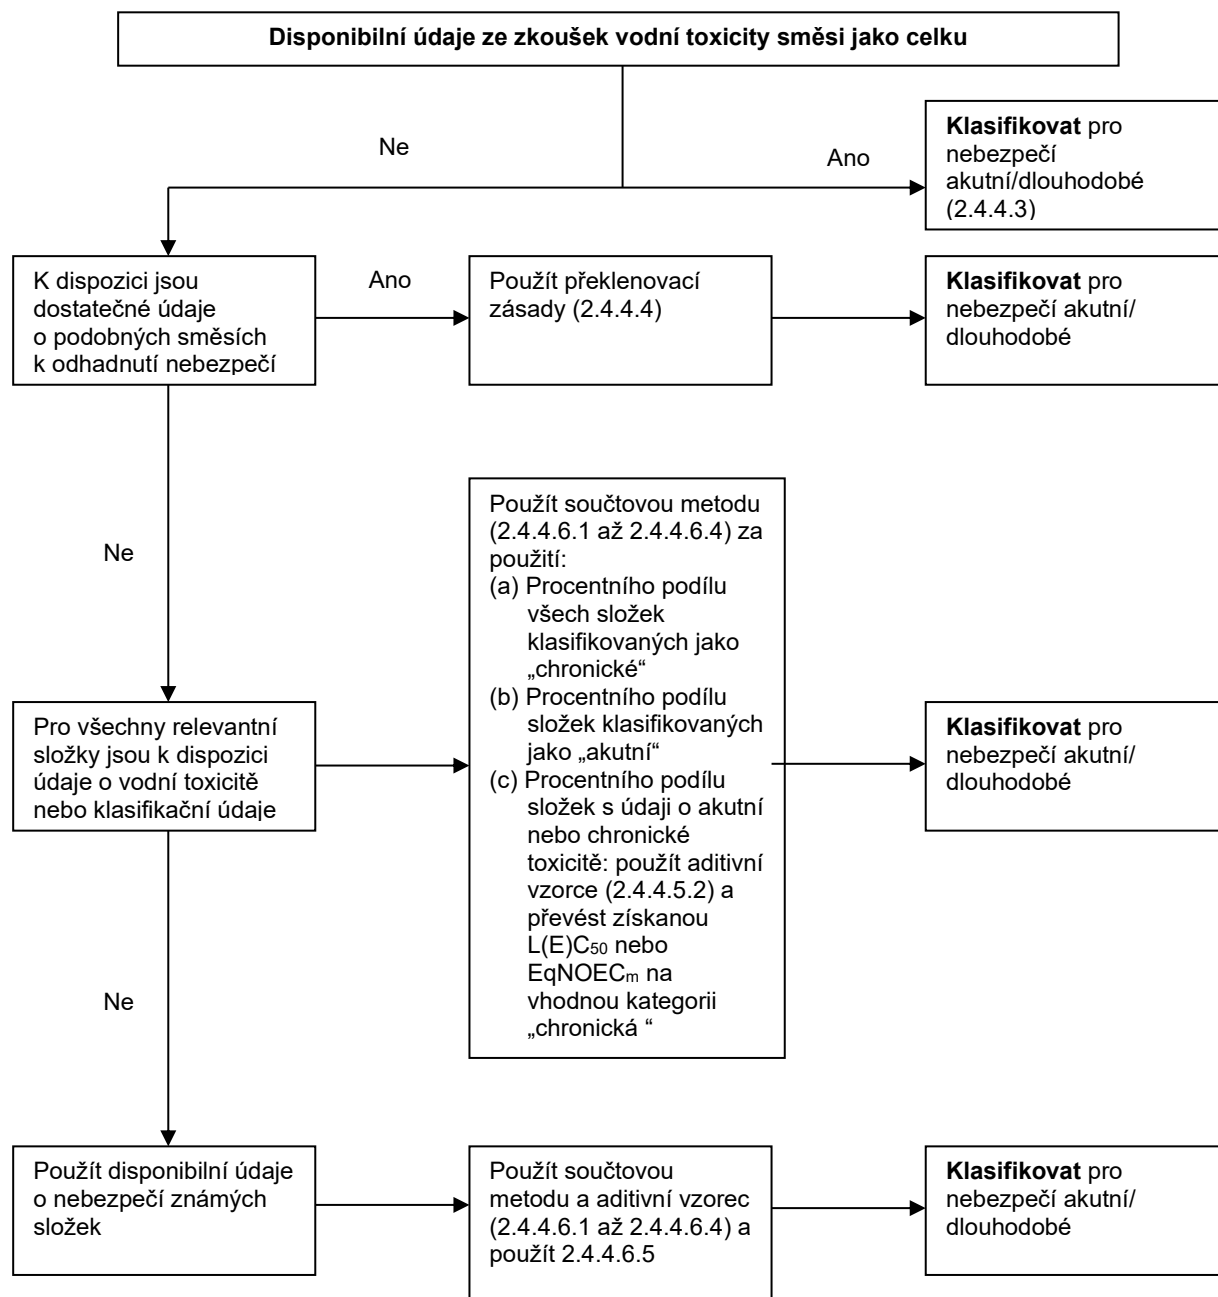 Disponibilní údaje ze zkoušek vodní toxicity směsi jako celku
Ne
Ano
Klasifikovat pro
nebezpečí
akutní/dlouhodobé
(2.4.4.3)
K dispozici jsou
dostatečné údaje
o podobných směsích
k odhadnutí nebezpečí
Ano
Použít překlenovací
zásady (2.4.4.4)
Klasifikovat pro
nebezpečí akutní/
dlouhodobé
Ne
Použít součtovou metodu
(2.4.4.6.1 až 2.4.4.6.4) za
použití:
(a) Procentního podílu
všech složek
klasifikovaných jako
„chronické“
(b) Procentního podílu
složek klasifikovaných
jako „akutní“
(c) Procentního podílu
složek s údaji o akutní
nebo chronické
toxicitě: použít aditivní
vzorce (2.4.4.5.2) a
převést získanou
L(E)C₅₀ nebo
EqNOECₘ na
vhodnou kategorii
„chronická “
Pro všechny relevantní
složky jsou k dispozici
údaje o vodní toxicitě
nebo klasifikační údaje
Klasifikovat pro
nebezpečí akutní/
dlouhodobé
Ne
Použít disponibilní údaje
o nebezpečí známých
složek
Použít součtovou
metodu a aditivní vzorec
(2.4.4.6.1 až 2.4.4.6.4) a
použít 2.4.4.6.5
Klasifikovat pro
nebezpečí akutní/
dlouhodobé